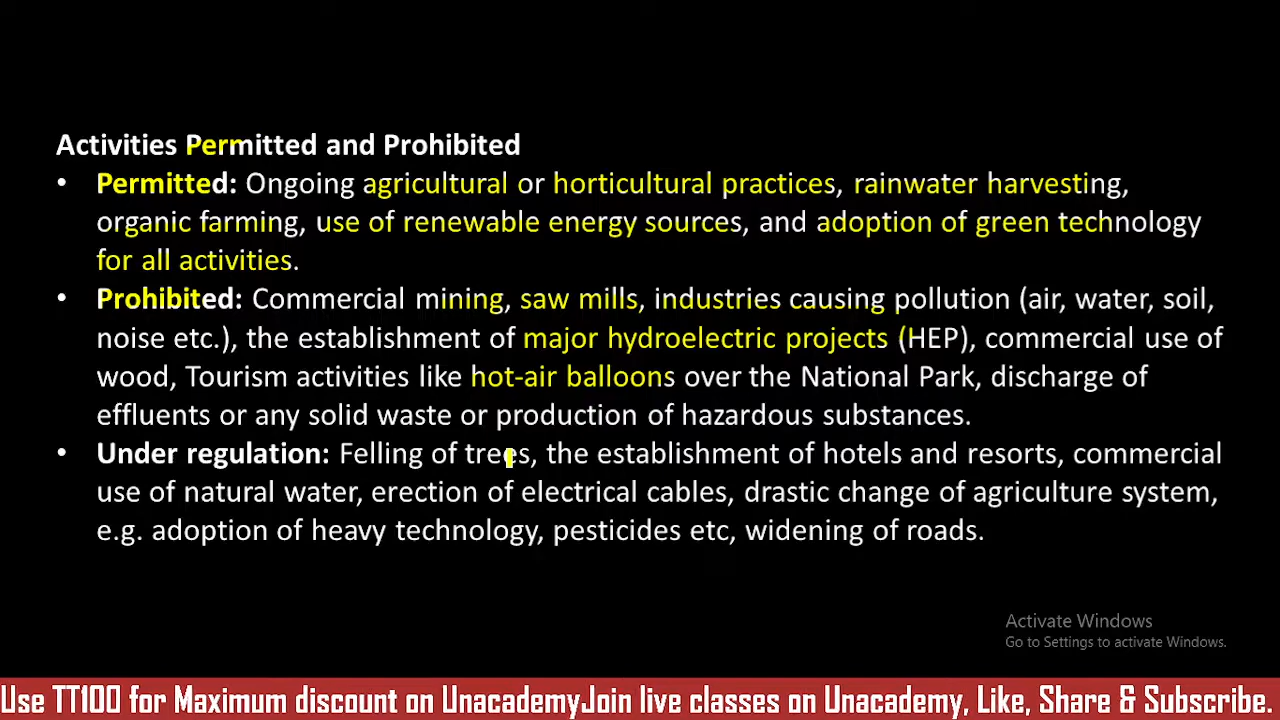 Activities Permitted and Prohibited
• Permitted: Ongoing agricultural or horticultural practices, rainwater harvesting,
organic farming, use of renewable energy sources, and adoption of green technology
for all activities.
• Prohibited: Commercial mining, saw mills, industries causing pollution (air, water, soil,
noise etc.), the establishment of major hydroelectric projects (HEP), commercial use of
wood, Tourism activities like hot-air balloons over the National Park, discharge of
effluents or any solid waste or production of hazardous substances.
• Under regulation: Felling of trees, the establishment of hotels and resorts, commercial
use of natural water, erection of electrical cables, drastic change of agriculture system,
e.g. adoption of heavy technology, pesticides etc, widening of roads.
Activate Windows
Go to Settings to activate Windows.
Use TT100 for Maximum discount on UnacademyJoin live classes on Unacademy, Like, Share & Subscribe.